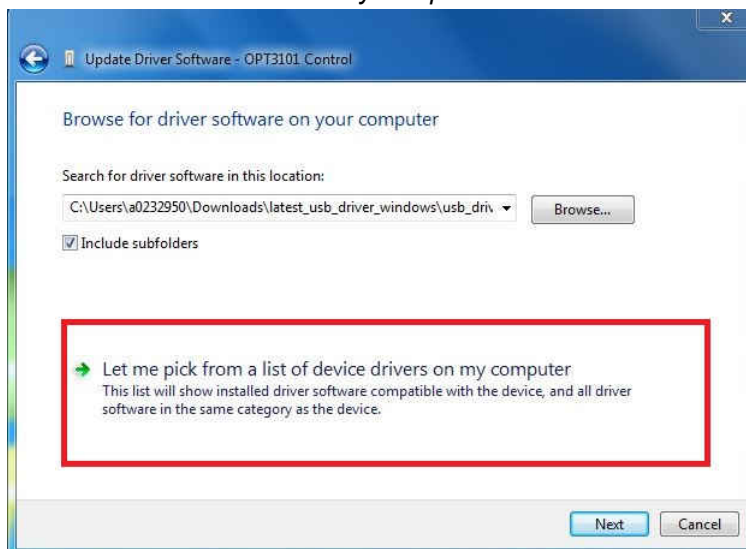 Update Driver Software - OPT3101 Control
Browse for driver software on your computer
Search for driver software in this location:
C:\Users\a0232950\Downloads\latest_usb_driver_windows\usb_driv
Browse...
Include subfolders
Let me pick from a list of device drivers on my computer
This list will show installed driver software compatible with the device, and all driver
software in the same category as the device.
Next Cancel